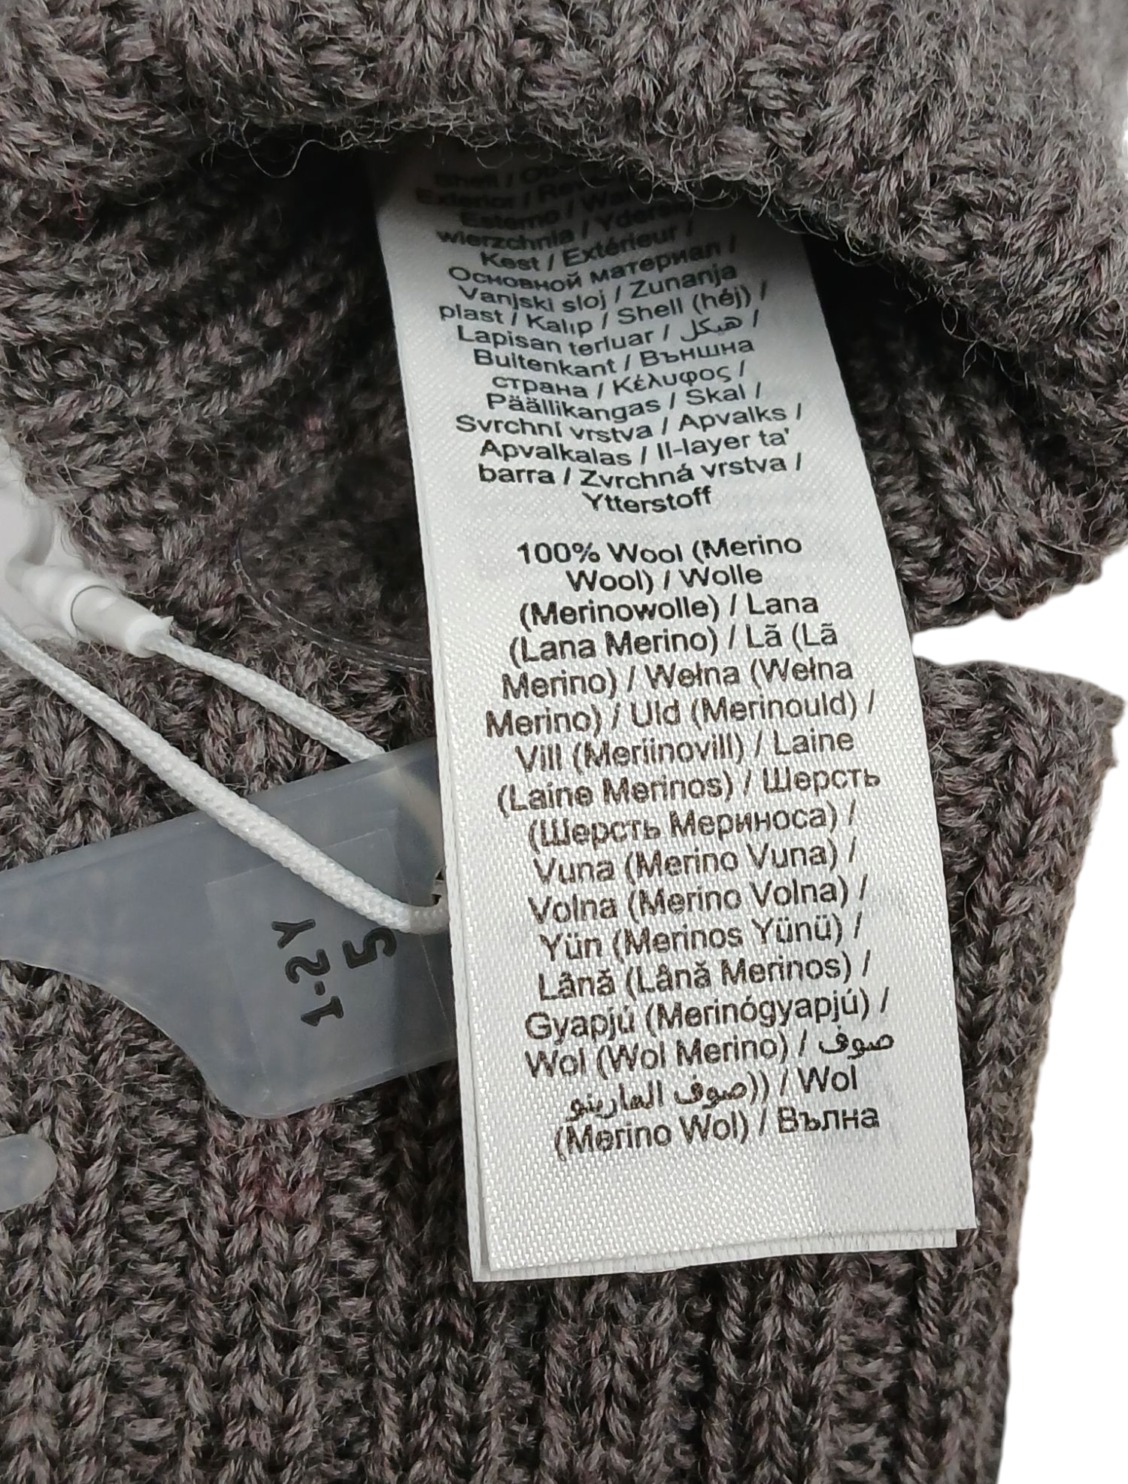 Shell /
Exterior /
Esterno /
wierzchnia /
Kest / Extérieur /
Основной материал /
Vanjski sloj / Zunanja
plast / Kalıp / Shell (héj) /
Lapisan terluar / هيكل /
Buitenkant / Външна
страна / Κέλυφος /
Päällikangas / Skal /
Svrchní vrstva / Apvalks /
Apvalkalas / Il-layer ta'
barra / Zvrchná vrstva /
Ytterstoff
100% Wool (Merino
Wool) / Wolle
(Merinowolle) / Lana
(Lana Merino) / Lã (Lã
Merino) / Wełna (Wełna
Merino) / Uld (Merinould) /
Vill (Meriinovill) / Laine
(Laine Merinos) / Шерсть
(Шерсть Мериноса) /
Vuna (Merino Vuna) /
Volna (Merino Volna) /
Yün (Merinos Yünü) /
Lână (Lână Merinos) /
Gyapjú (Merinógyapjú) /
Wol (Wol Merino) / صوف
صوف المارينو)) / Wol
(Merino Wol) / Вълна
5
1-2Y